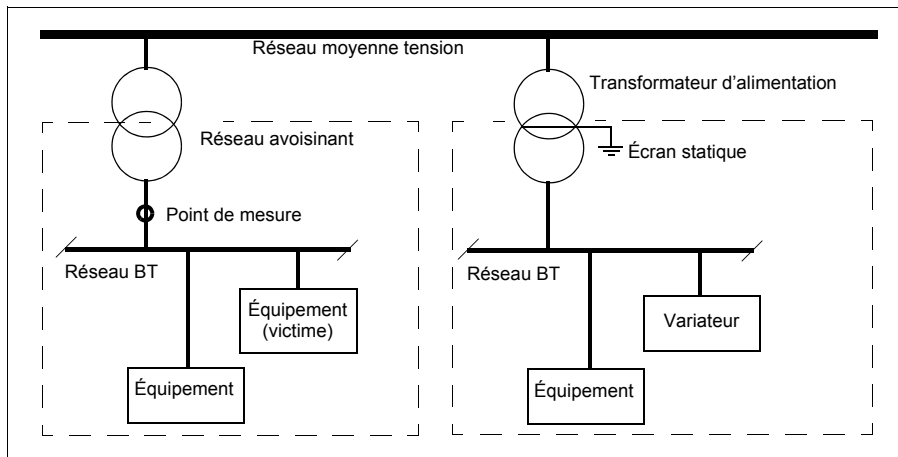 Réseau moyenne tension
Transformateur d’alimentation
Réseau avoisinant
Écran statique
Point de mesure
Réseau BT
Réseau BT
Équipement
(victime)
Variateur
Équipement
Équipement